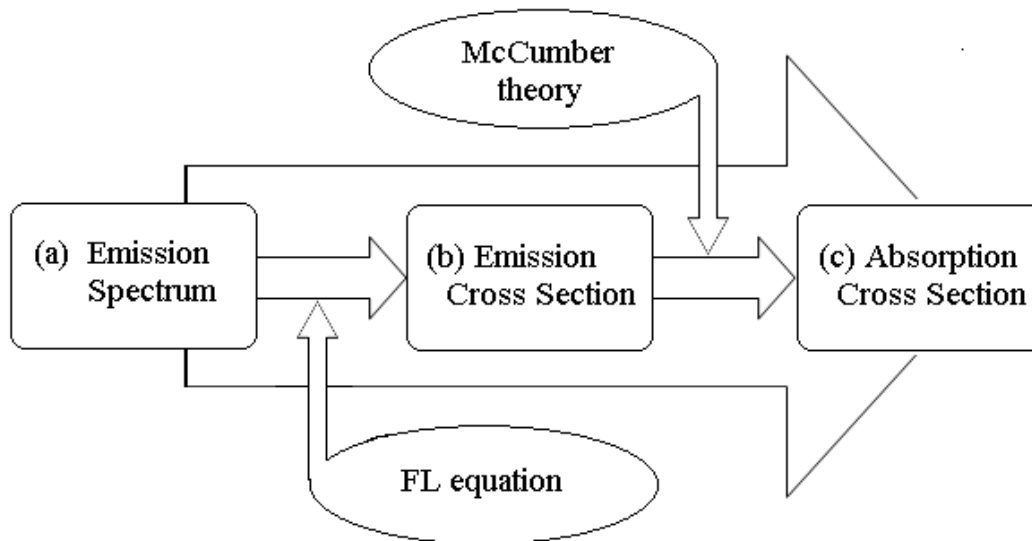 McCumber
theory
(a) Emission
Spectrum
(b) Emission
Cross Section
(c) Absorption
Cross Section
FL equation